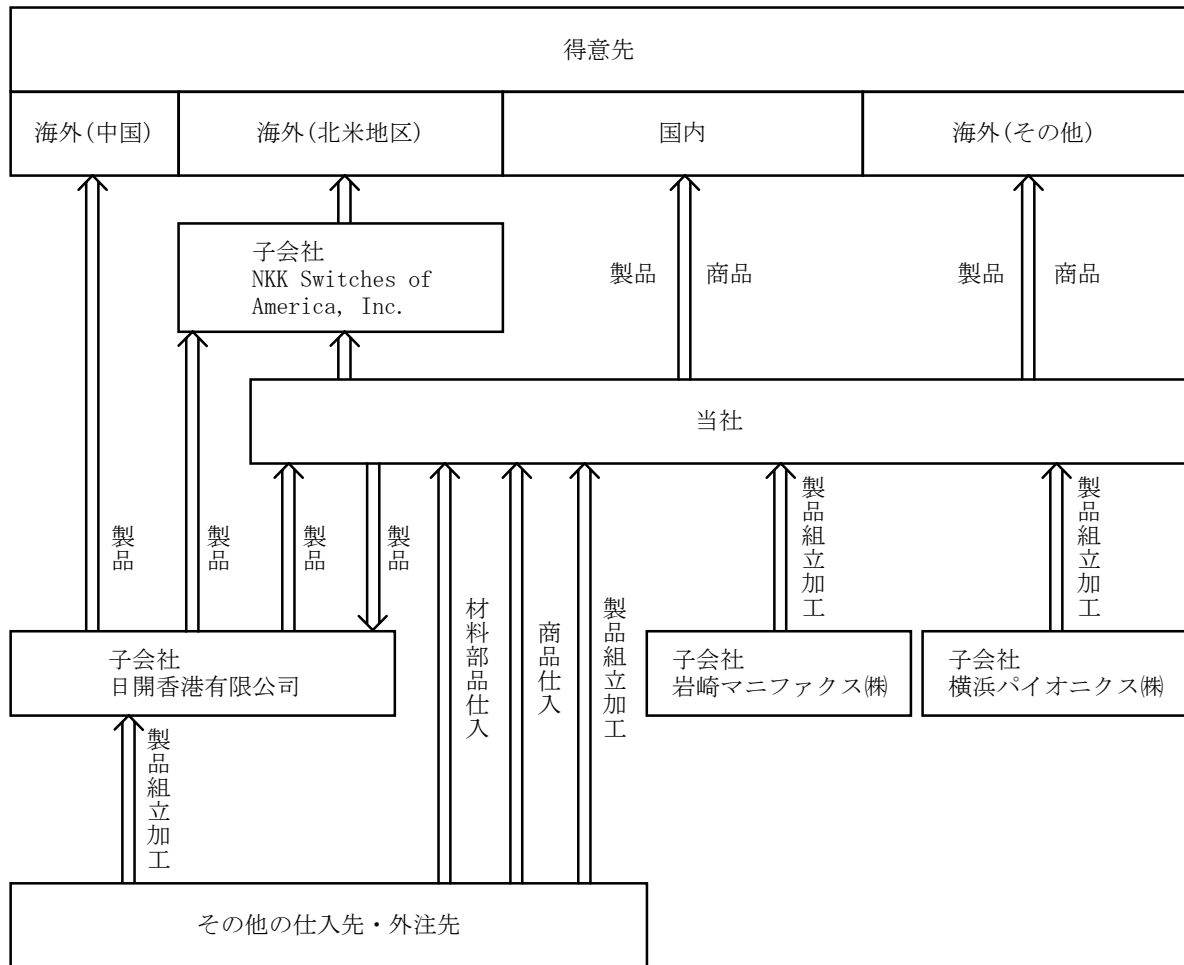 得意先
海外(中国)
海外(北米地区)
国内
海外(その他)
子会社
NKK Switches of
America, Inc.
製品
商品
製品
商品
当社
製品
製品
製品
製品
材料部品仕入
商品仕入
製品組立加工
製品組立加工
製品組立加工
子会社
日開香港有限公司
子会社
岩崎マニファクス㈱
子会社
横浜パイオニクス㈱
製品組立加工
その他の仕入先・外注先